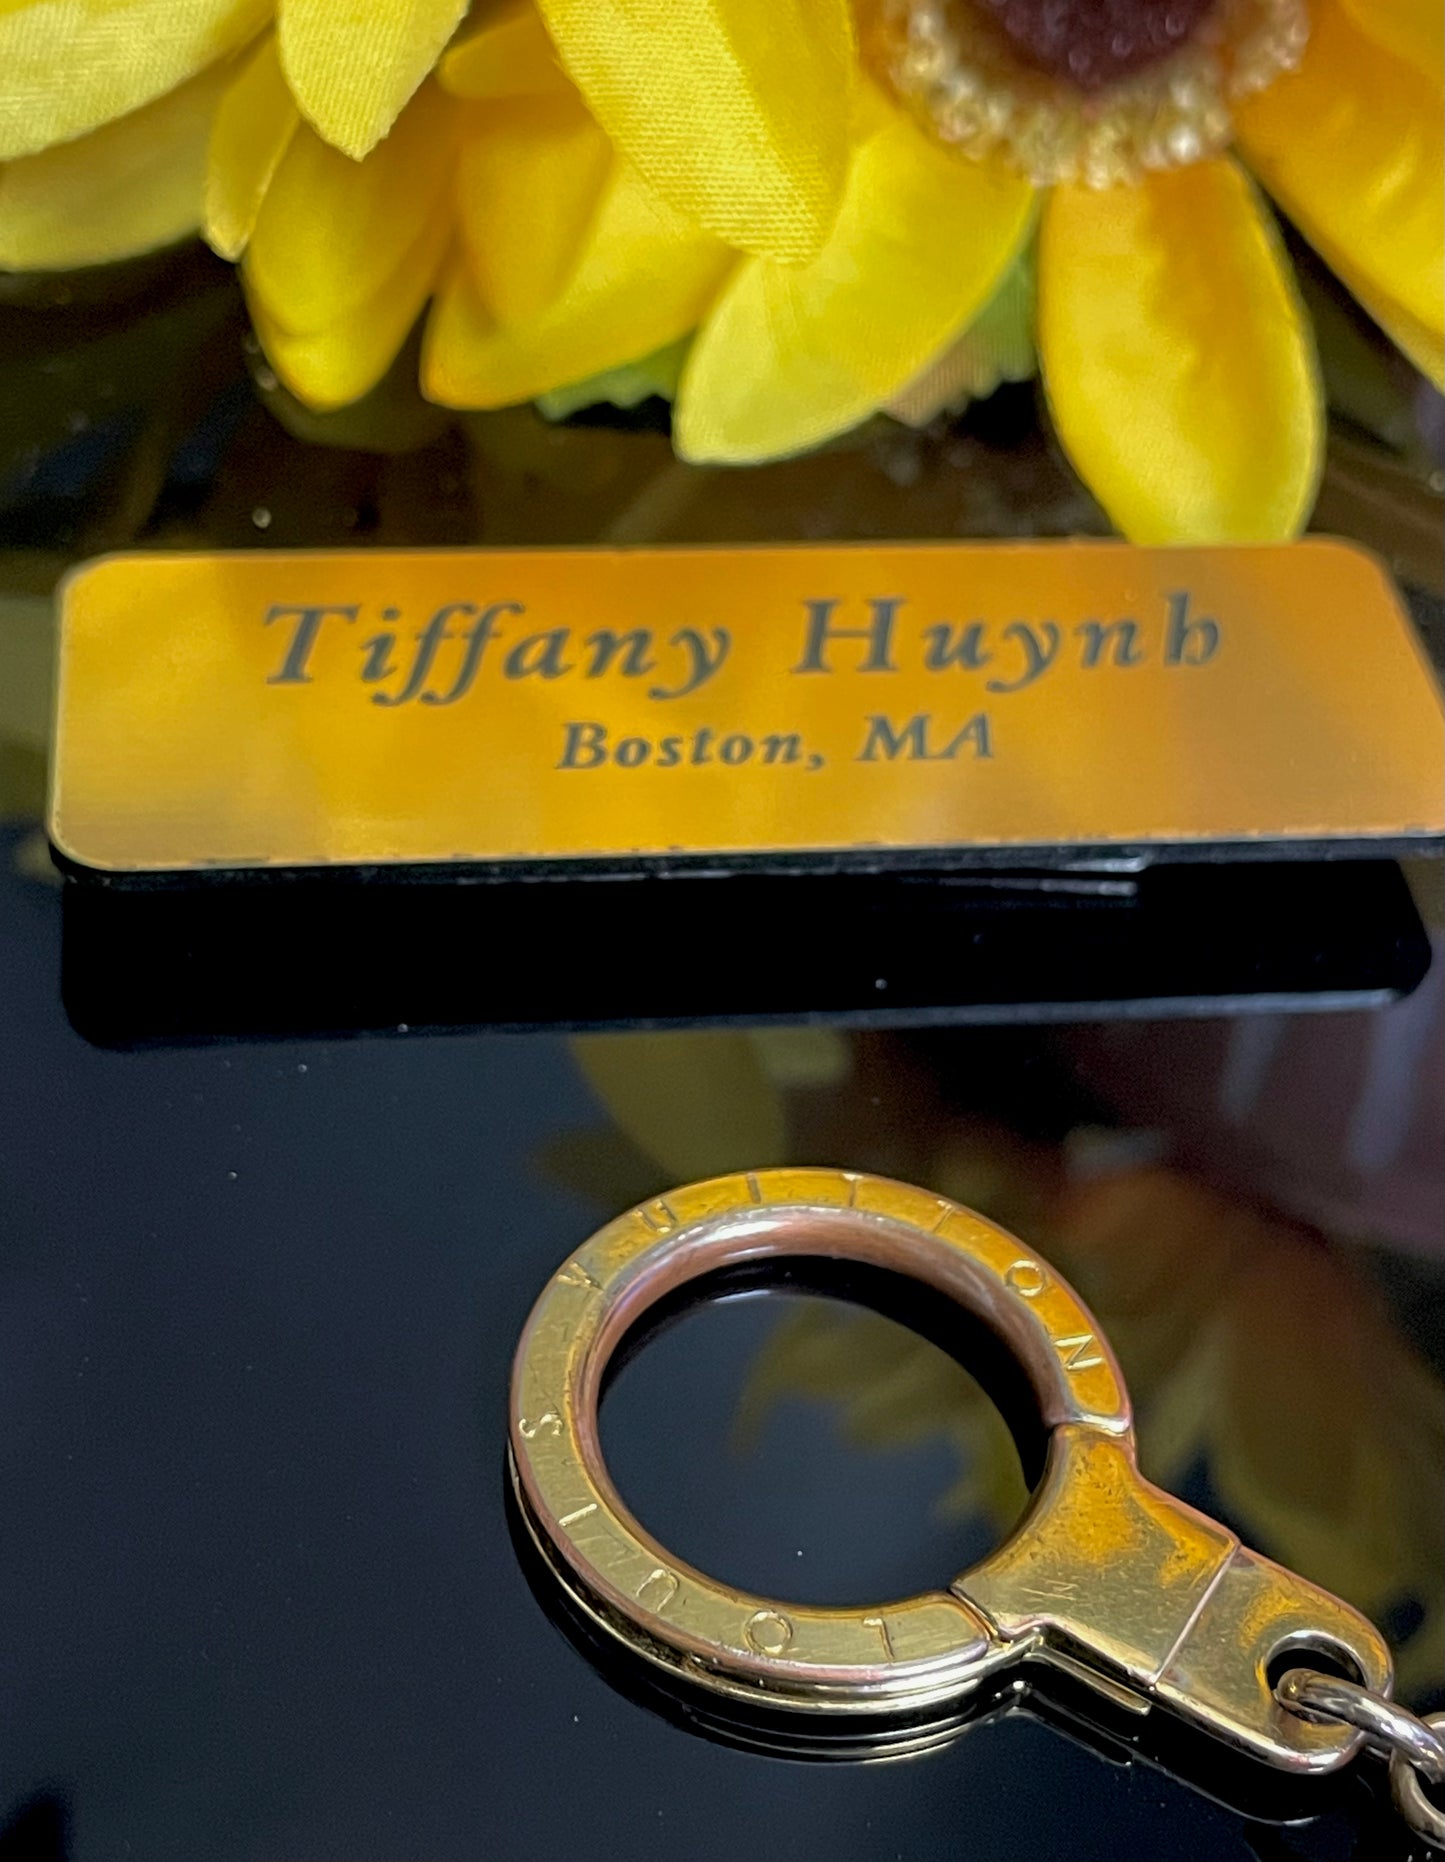 Tiffany Huynh
Boston, MA
LOUIS VUITTON